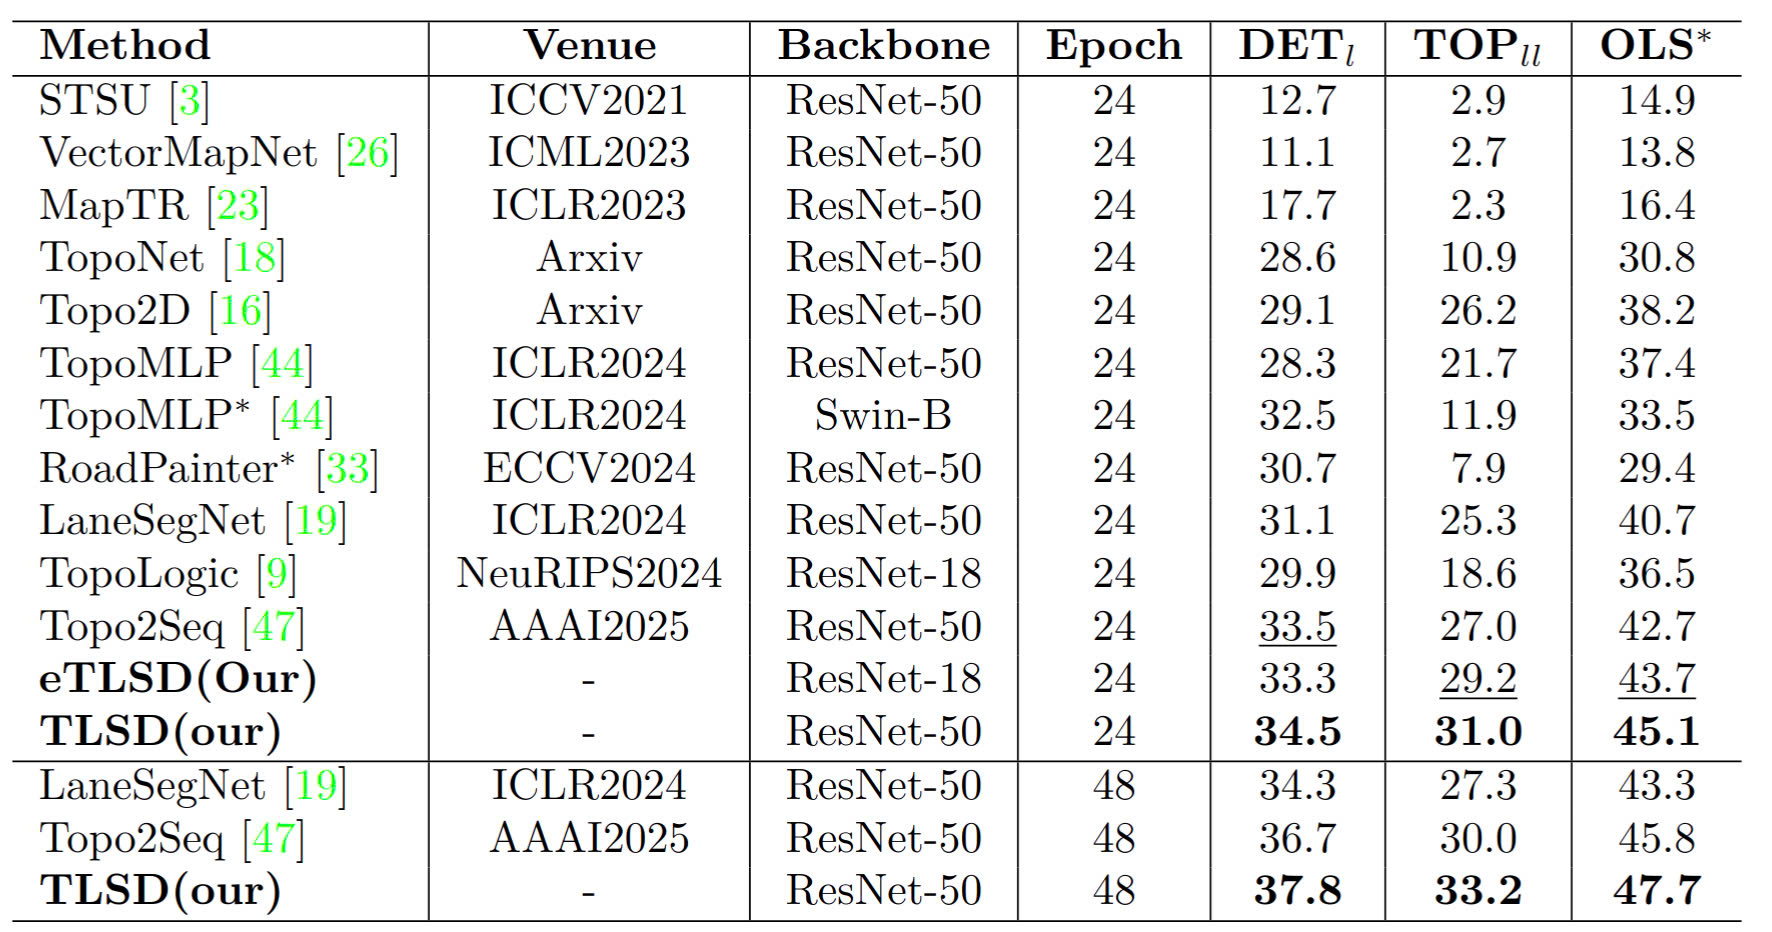 Method Venue Backbone Epoch DETl TOPll OLS*
STSU [3] ICCV2021 ResNet-50 24 12.7 2.9 14.9
VectorMapNet [26] ICML2023 ResNet-50 24 11.1 2.7 13.8
MapTR [23] ICLR2023 ResNet-50 24 17.7 2.3 16.4
TopoNet [18] Arxiv ResNet-50 24 28.6 10.9 30.8
Topo2D [16] Arxiv ResNet-50 24 29.1 26.2 38.2
TopoMLP [44] ICLR2024 ResNet-50 24 28.3 21.7 37.4
TopoMLP* [44] ICLR2024 Swin-B 24 32.5 11.9 33.5
RoadPainter* [33] ECCV2024 ResNet-50 24 30.7 7.9 29.4
LaneSegNet [19] ICLR2024 ResNet-50 24 31.1 25.3 40.7
TopoLogic [9] NeuRIPS2024 ResNet-18 24 29.9 18.6 36.5
Topo2Seq [47] AAAI2025 ResNet-50 24 33.5 27.0 42.7
eTLSD(Our) - ResNet-18 24 33.3 29.2 43.7
TLSD(our) - ResNet-50 24 34.5 31.0 45.1
LaneSegNet [19] ICLR2024 ResNet-50 48 34.3 27.3 43.3
Topo2Seq [47] AAAI2025 ResNet-50 48 36.7 30.0 45.8
TLSD(our) - ResNet-50 48 37.8 33.2 47.7